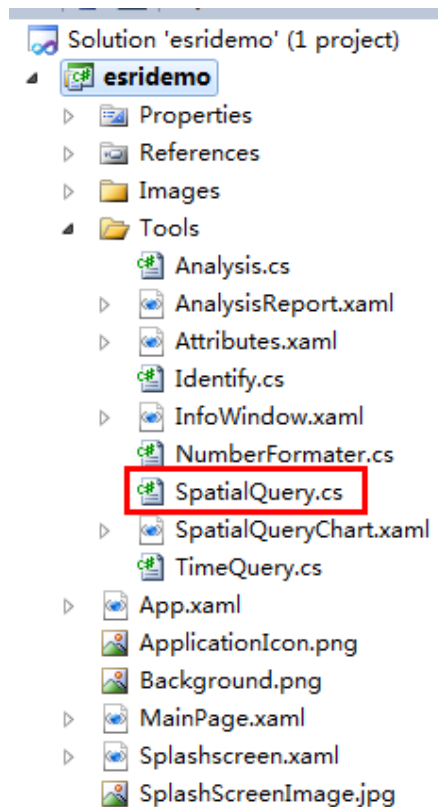 Solution 'esridemo' (1 project)
esridemo
Properties
References
Images
Tools
Analysis.cs
AnalysisReport.xaml
Attributes.xaml
Identify.cs
InfoWindow.xaml
NumberFormater.cs
SpatialQuery.cs
SpatialQueryChart.xaml
TimeQuery.cs
App.xaml
ApplicationIcon.png
Background.png
MainPage.xaml
Splashscreen.xaml
SplashScreenImage.jpg